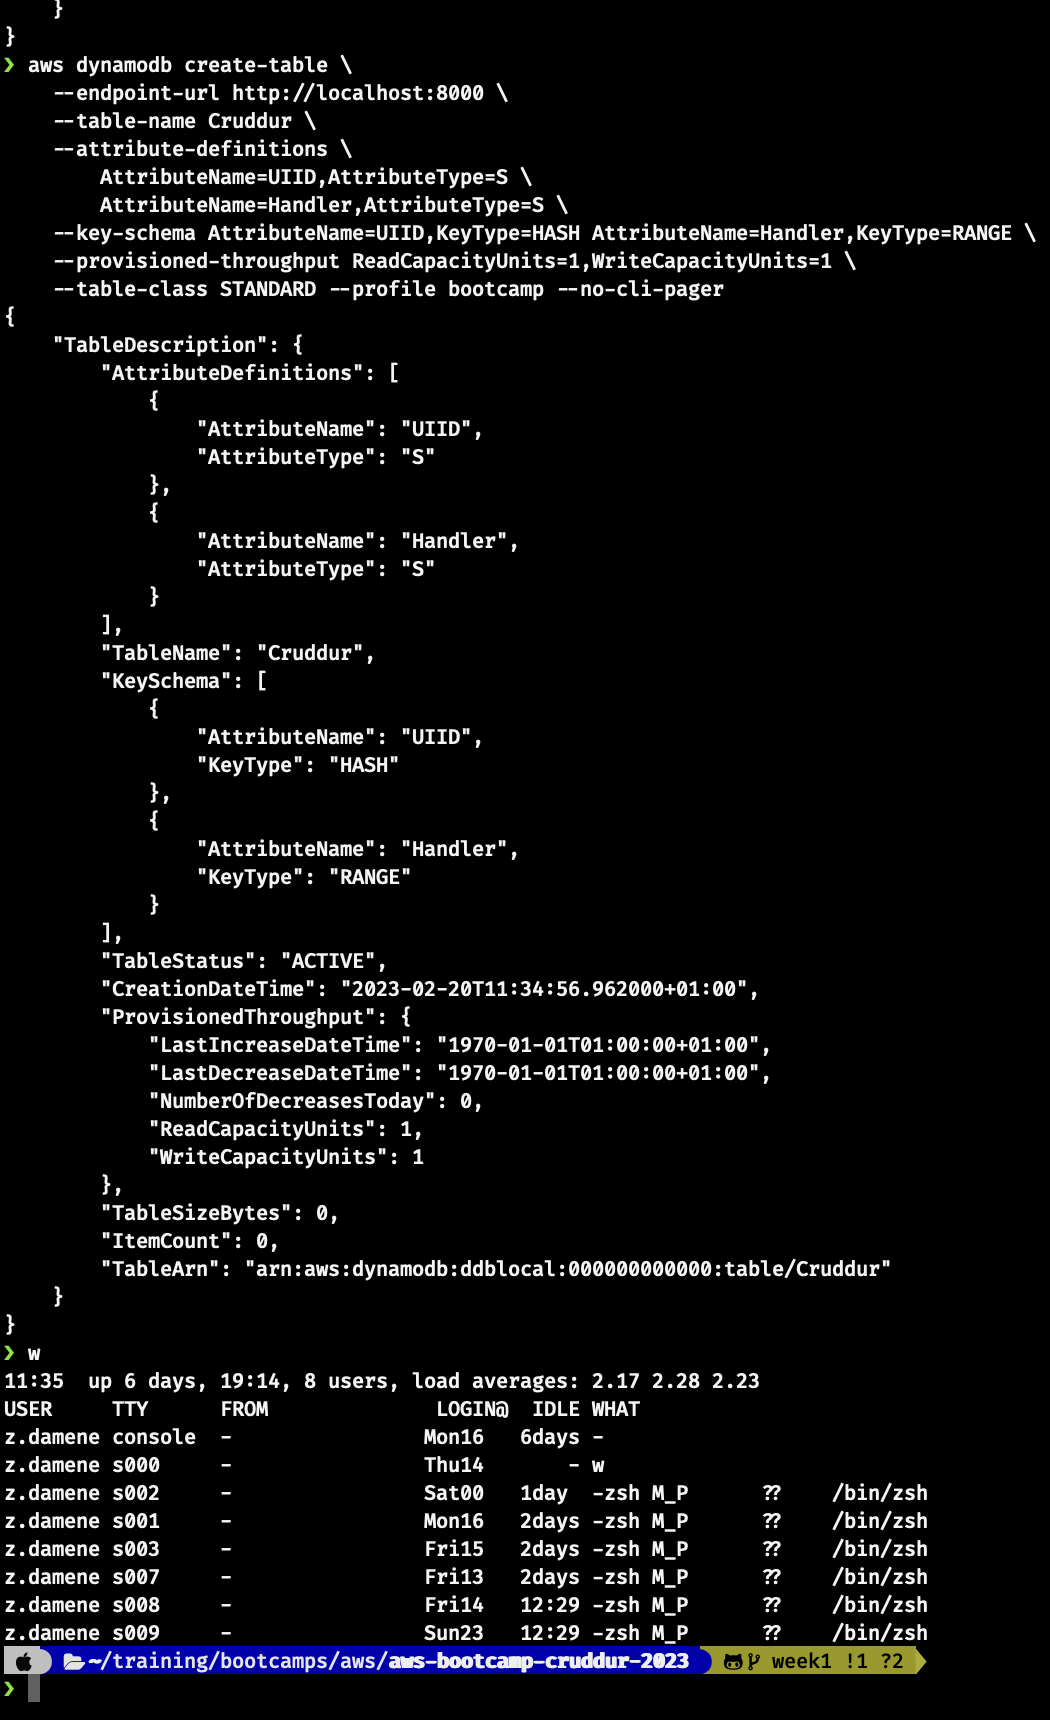 }
}
❯ aws dynamodb create-table \
    --endpoint-url http://localhost:8000 \
    --table-name Cruddur \
    --attribute-definitions \
        AttributeName=UIID,AttributeType=S \
        AttributeName=Handler,AttributeType=S \
    --key-schema AttributeName=UIID,KeyType=HASH AttributeName=Handler,KeyType=RANGE \
    --provisioned-throughput ReadCapacityUnits=1,WriteCapacityUnits=1 \
    --table-class STANDARD --profile bootcamp --no-cli-pager
{
    "TableDescription": {
        "AttributeDefinitions": [
            {
                "AttributeName": "UIID",
                "AttributeType": "S"
            },
            {
                "AttributeName": "Handler",
                "AttributeType": "S"
            }
        ],
        "TableName": "Cruddur",
        "KeySchema": [
            {
                "AttributeName": "UIID",
                "KeyType": "HASH"
            },
            {
                "AttributeName": "Handler",
                "KeyType": "RANGE"
            }
        ],
        "TableStatus": "ACTIVE",
        "CreationDateTime": "2023-02-20T11:34:56.962000+01:00",
        "ProvisionedThroughput": {
            "LastIncreaseDateTime": "1970-01-01T01:00:00+01:00",
            "LastDecreaseDateTime": "1970-01-01T01:00:00+01:00",
            "NumberOfDecreasesToday": 0,
            "ReadCapacityUnits": 1,
            "WriteCapacityUnits": 1
        },
        "TableSizeBytes": 0,
        "ItemCount": 0,
        "TableArn": "arn:aws:dynamodb:ddblocal:000000000000:table/Cruddur"
    }
}
❯ w
11:35  up 6 days, 19:14, 8 users, load averages: 2.17 2.28 2.23
USER     TTY      FROM              LOGIN@  IDLE WHAT
z.damene console  -                Mon16   6days -
z.damene s000     -                Thu14       - w
z.damene s002     -                Sat00   1day  -zsh M_P      ??    /bin/zsh
z.damene s001     -                Mon16   2days -zsh M_P      ??    /bin/zsh
z.damene s003     -                Fri15   2days -zsh M_P      ??    /bin/zsh
z.damene s007     -                Fri13   2days -zsh M_P      ??    /bin/zsh
z.damene s008     -                Fri14   12:29 -zsh M_P      ??    /bin/zsh
z.damene s009     -                Sun23   12:29 -zsh M_P      ??    /bin/zsh
~/training/bootcamps/aws/aws-bootcamp-cruddur-2023 week1 !1 ?2
❯